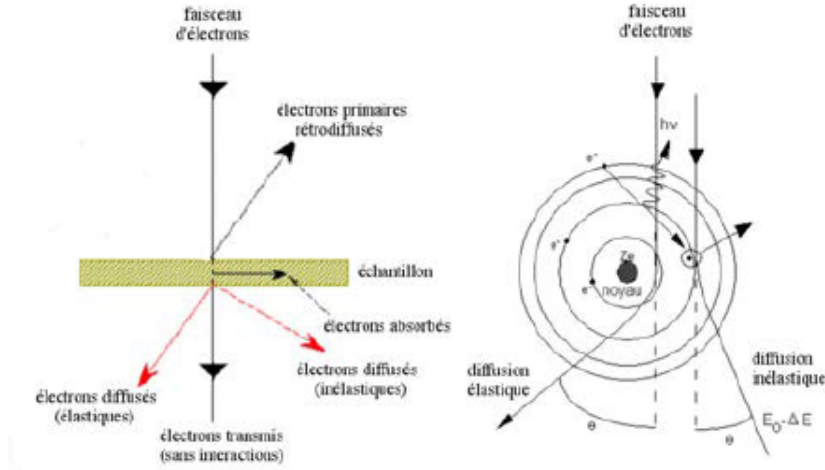 faisceau
d'électrons
électrons primaires
rétrodiffusés
échantillon
électrons absorbés
électrons diffusés
(inélastiques)
électrons diffusés
(élastiques)
électrons transmis
(sans interactions)
faisceau
d'électrons
hν
e-
e-
Ze
noyau
e-
diffusion
élastique
diffusion
inélastique
E₀-ΔE
θ
θ